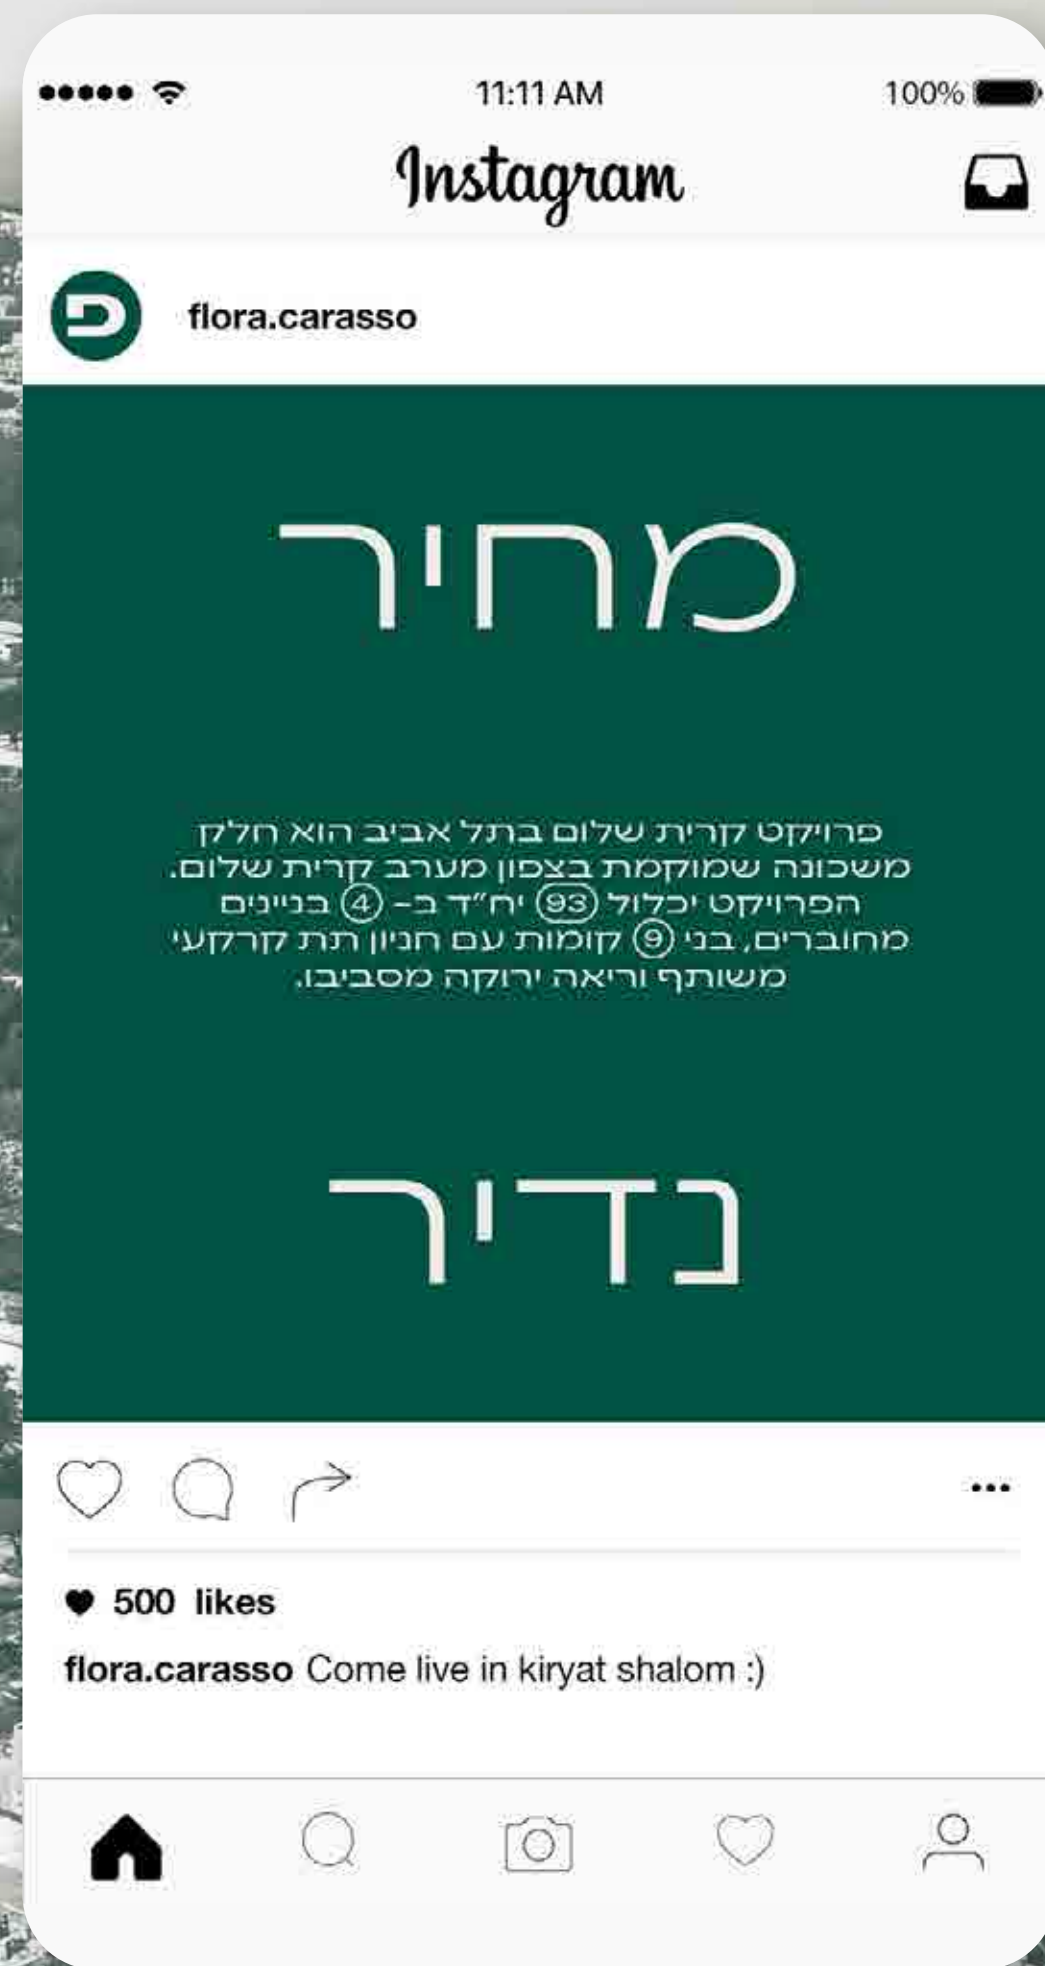 11:11 AM
100%
Instagram
פ
flora.carasso
מחיר
פרויקט קרית שלום בתל אביב הוא חלק
משכונה שמוקמת בצפון מערב קרית שלום.
הפרויקט יכלול 93 יח״ד ב- 4 בניינים
מחוברים, בני 9 קומות עם חניון תת קרקעי
משותף וריאה ירוקה מסביבו.
נדיר
500 likes
flora.carasso Come live in kiryat shalom :)